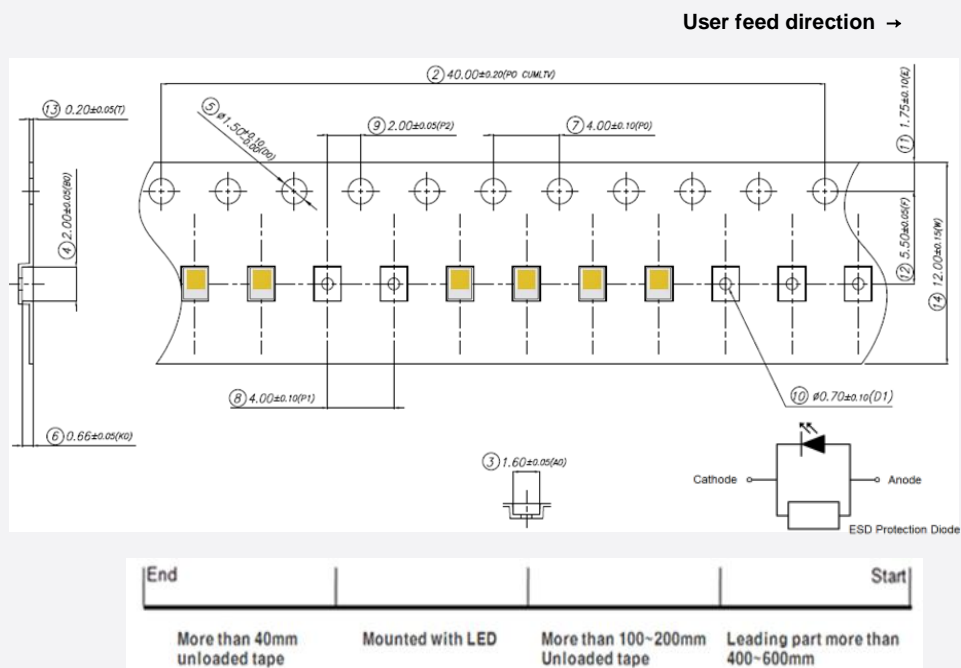 User feed direction →
② 40.00±0.20(PO CUMLTV)
⑬ 0.20±0.05(T)
⑤ ø1.50+0.10-0.00(D0)
⑨ 2.00±0.05(P2)
⑦ 4.00±0.10(P0)
⑪ 1.75±0.10(E)
④ 2.00±0.05(B0)
⑫ 5.50±0.05(F)
⑭ 12.00±0.15(W)
⑧ 4.00±0.10(P1)
⑩ ø0.70±0.10(D1)
⑥ 0.66±0.05(K0)
③ 1.60±0.05(A0)
Cathode
Anode
ESD Protection Diode
End
Start
More than 40mm
unloaded tape
Mounted with LED
More than 100~200mm
Unloaded tape
Leading part more than
400~600mm